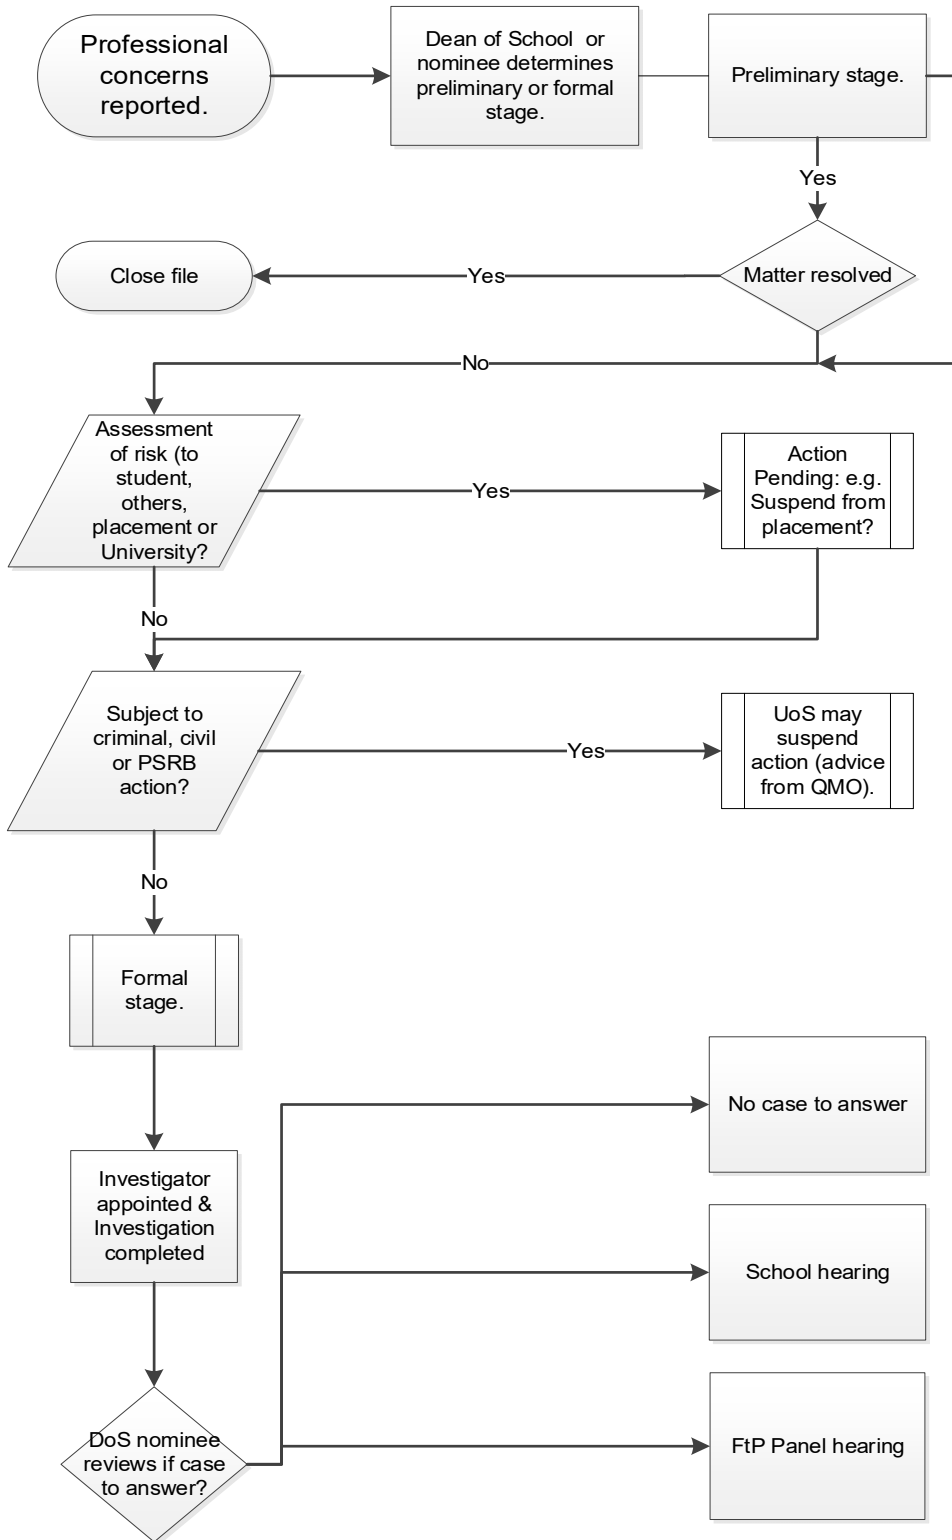 Professional
concerns
reported.
Dean of School  or
nominee determines
preliminary or formal
stage.
Preliminary stage.
Yes
Matter resolved
Yes
Close file
No
Assessment
of risk (to
student,
others,
placement or
University?
Yes
Action
Pending: e.g.
Suspend from
placement?
No
Subject to
criminal, civil
or PSRB
action?
Yes
UoS may
suspend
action (advice
from QMO).
No
Formal
stage.
Investigator
appointed &
Investigation
completed
DoS nominee
reviews if case
to answer?
No case to answer
School hearing
FtP Panel hearing